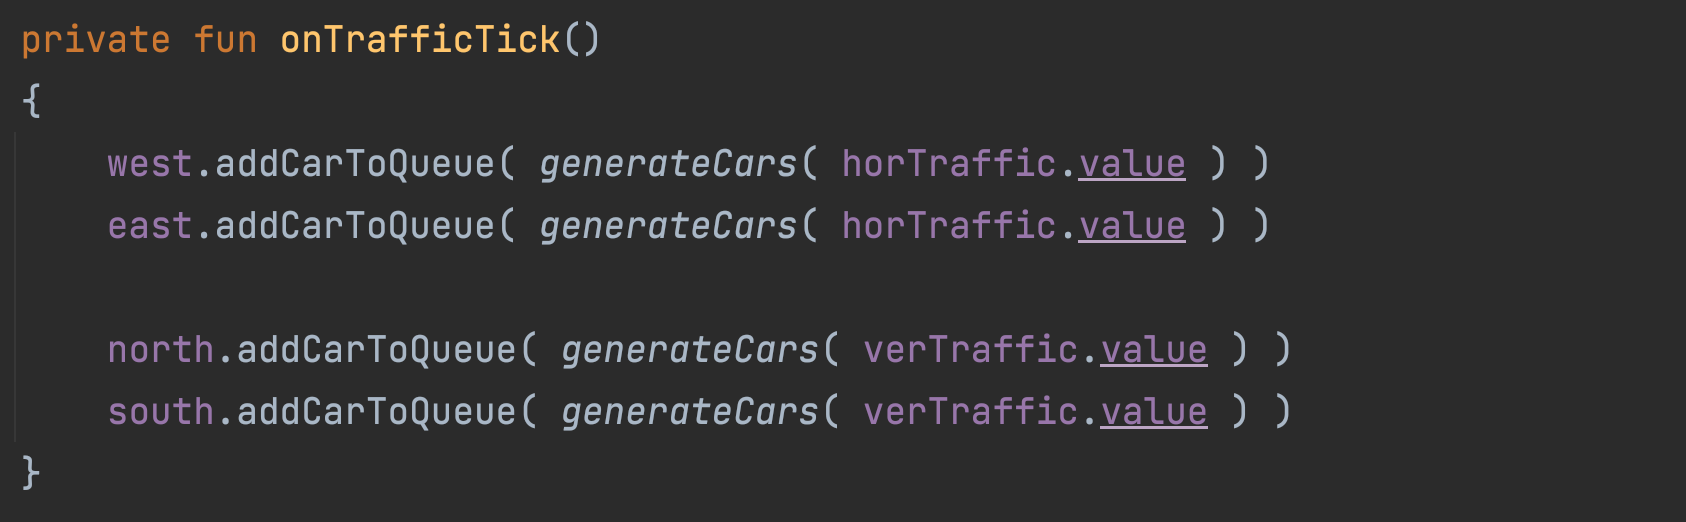 private fun onTrafficTick()
{
    west.addCarToQueue( generateCars( horTraffic.value ) )
    east.addCarToQueue( generateCars( horTraffic.value ) )

    north.addCarToQueue( generateCars( verTraffic.value ) )
    south.addCarToQueue( generateCars( verTraffic.value ) )
}